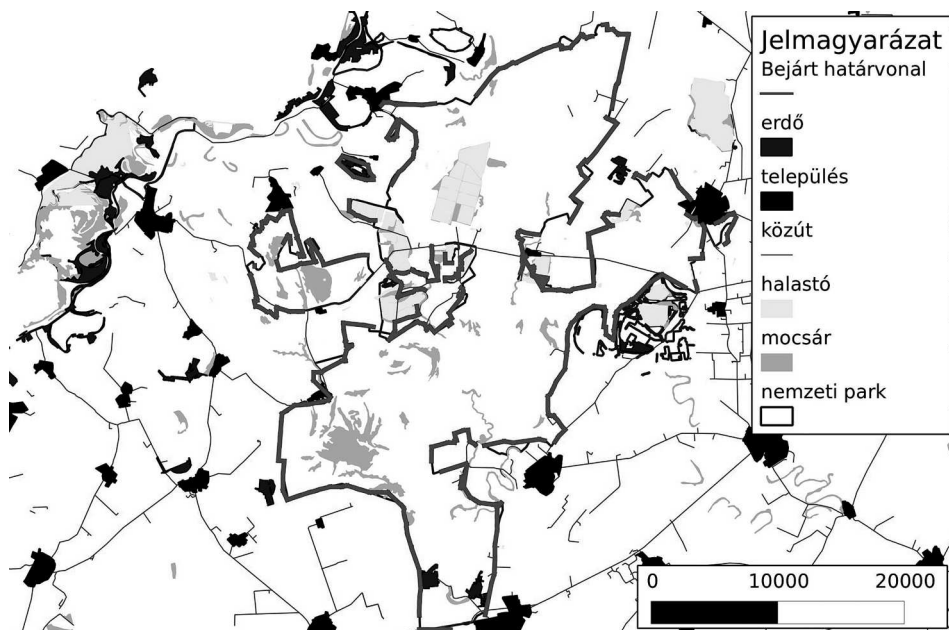 Jelmagyarázat
Bejárt határvonal
erdő
település
közút
halastó
mocsár
nemzeti park
0 10000 20000